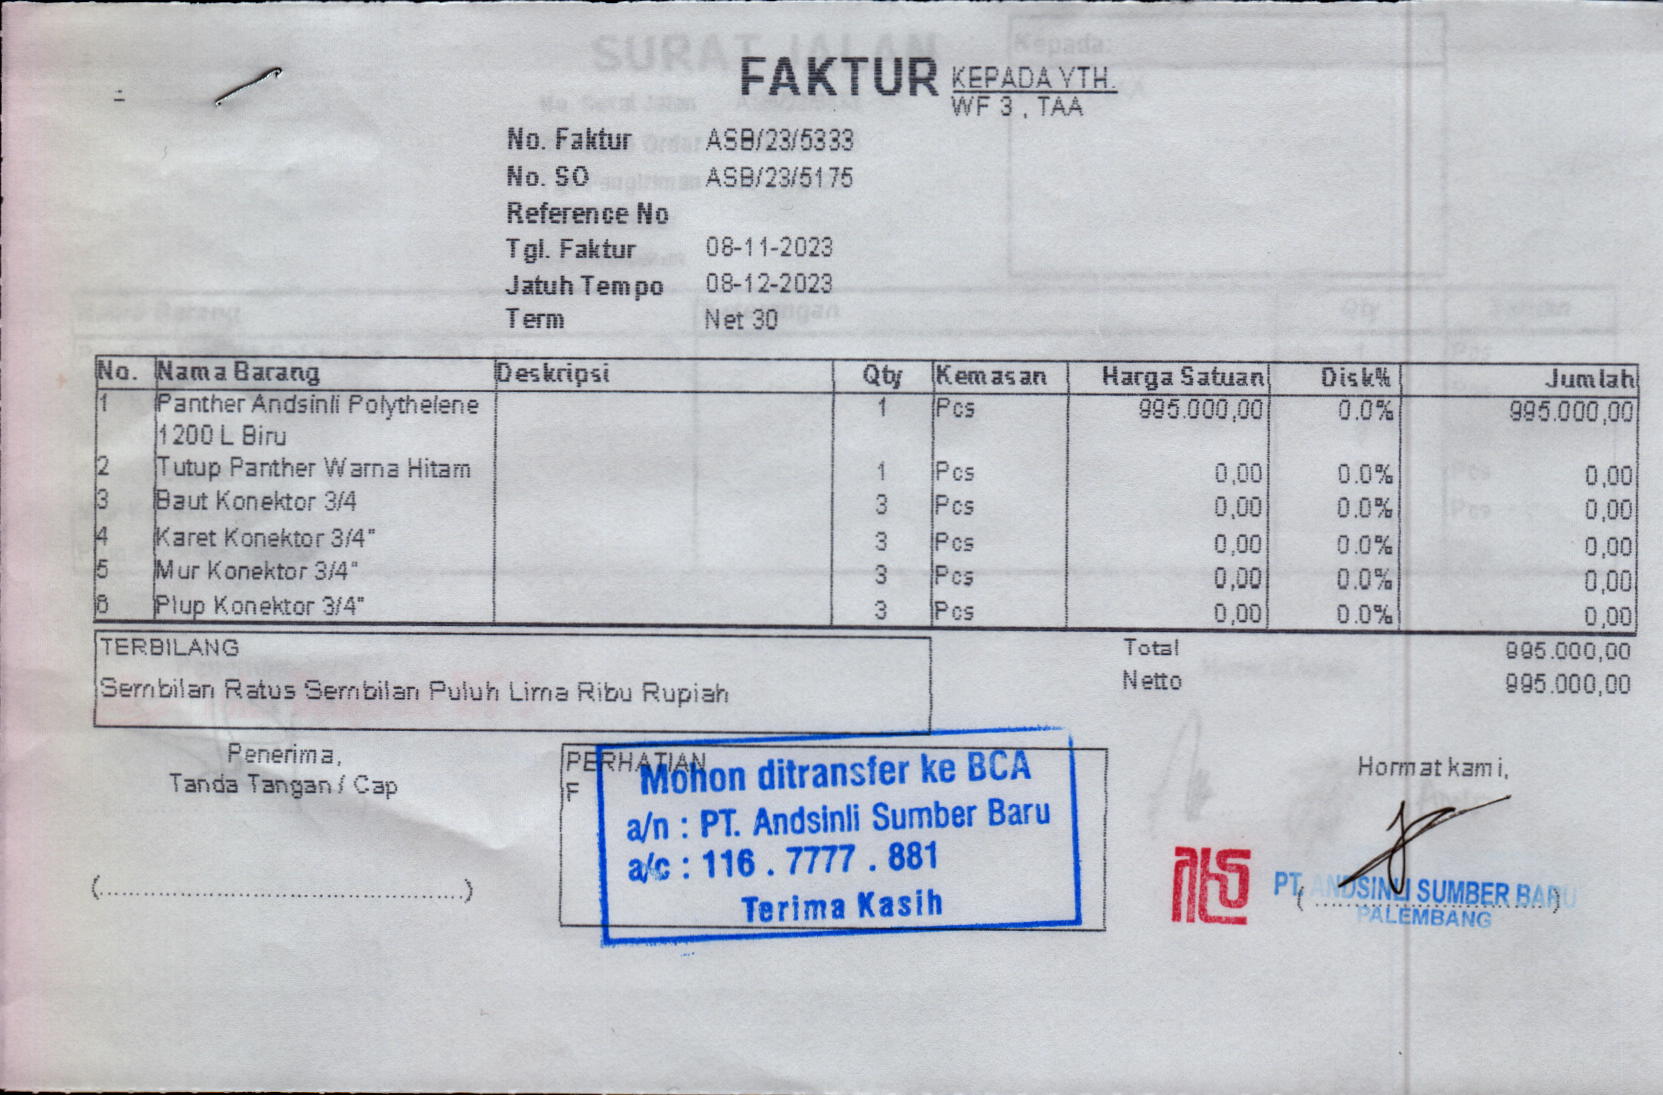 FAKTUR
KEPADA YTH.
WF 3 , TAA
No. Faktur ASB/23/5333
No. SO ASB/23/5175
Reference No
Tgl. Faktur 08-11-2023
Jatuh Tempo 08-12-2023
Term Net 30
No. Nama Barang Deskripsi Qty Kemasan Harga Satuan Disk% Jumlah
1 Panther Andsinli Polythelene 1 Pcs 995.000,00 0.0% 995.000,00
1200 L Biru
2 Tutup Panther Warna Hitam 1 Pcs 0,00 0.0% 0,00
3 Baut Konektor 3/4 3 Pcs 0,00 0.0% 0,00
4 Karet Konektor 3/4" 3 Pcs 0,00 0.0% 0,00
5 Mur Konektor 3/4" 3 Pcs 0,00 0.0% 0,00
6 Plup Konektor 3/4" 3 Pcs 0,00 0.0% 0,00
TERBILANG
Sembilan Ratus Sembilan Puluh Lima Ribu Rupiah
Total 995.000,00
Netto 995.000,00
Penerima,
Tanda Tangan / Cap
(..............................................)
PERHATIAN
F
Mohon ditransfer ke BCA
a/n : PT. Andsinli Sumber Baru
a/c : 116 . 7777 . 881
Terima Kasih
Hormat kami,
PT. ANDSINLI SUMBER BARU
PALEMBANG